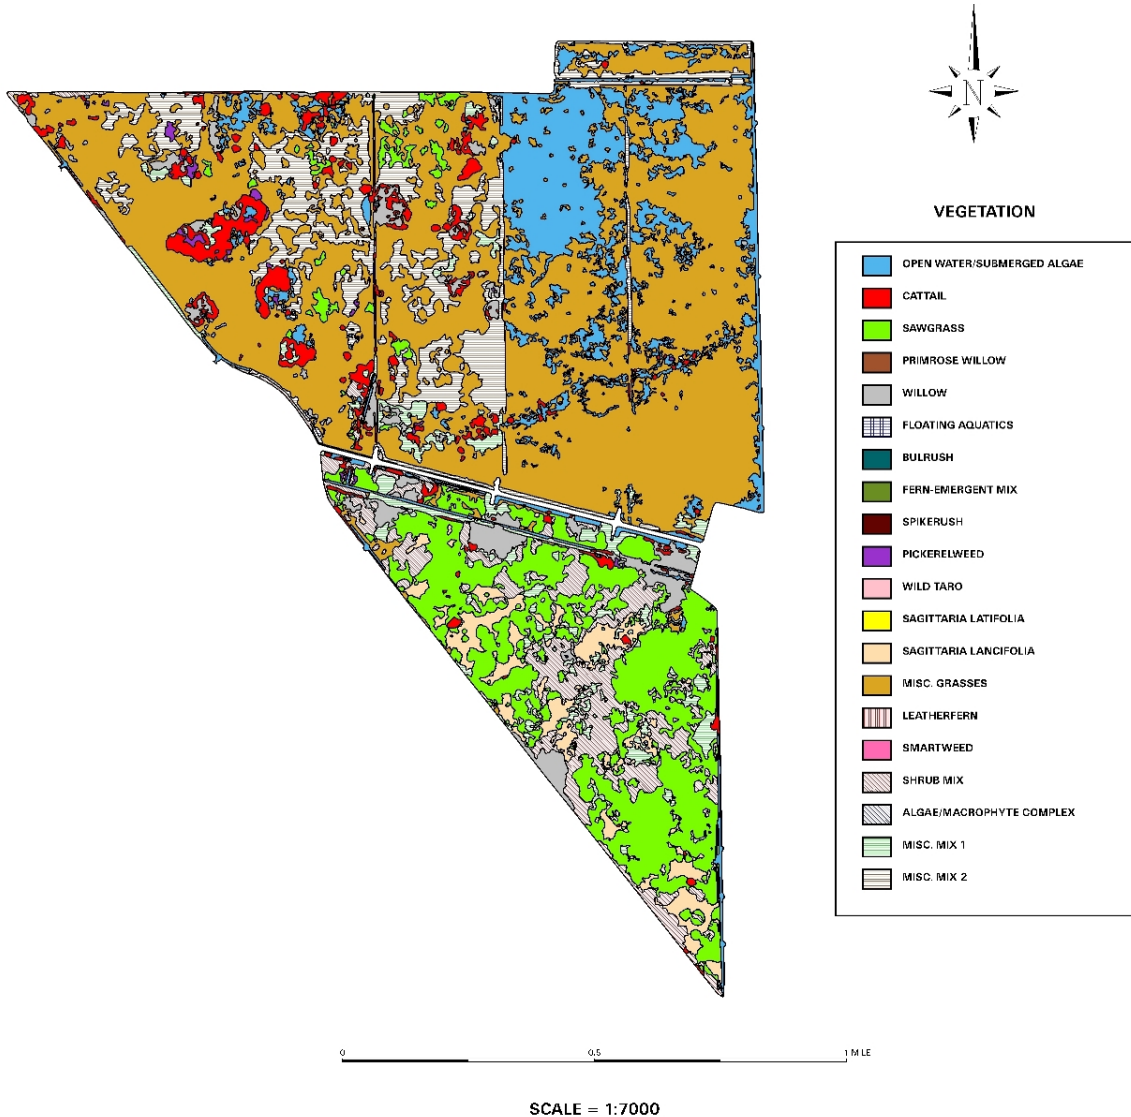 N
VEGETATION
OPEN WATER/SUBMERGED ALGAE
CATTAIL
SAWGRASS
PRIMROSE WILLOW
WILLOW
FLOATING AQUATICS
BULRUSH
FERN-EMERGENT MIX
SPIKERUSH
PICKERELWEED
WILD TARO
SAGITTARIA LATIFOLIA
SAGITTARIA LANCIFOLIA
MISC. GRASSES
LEATHERFERN
SMARTWEED
SHRUB MIX
ALGAE/MACROPHYTE COMPLEX
MISC. MIX 1
MISC. MIX 2
0 0.5 1 MILE
SCALE = 1:7000